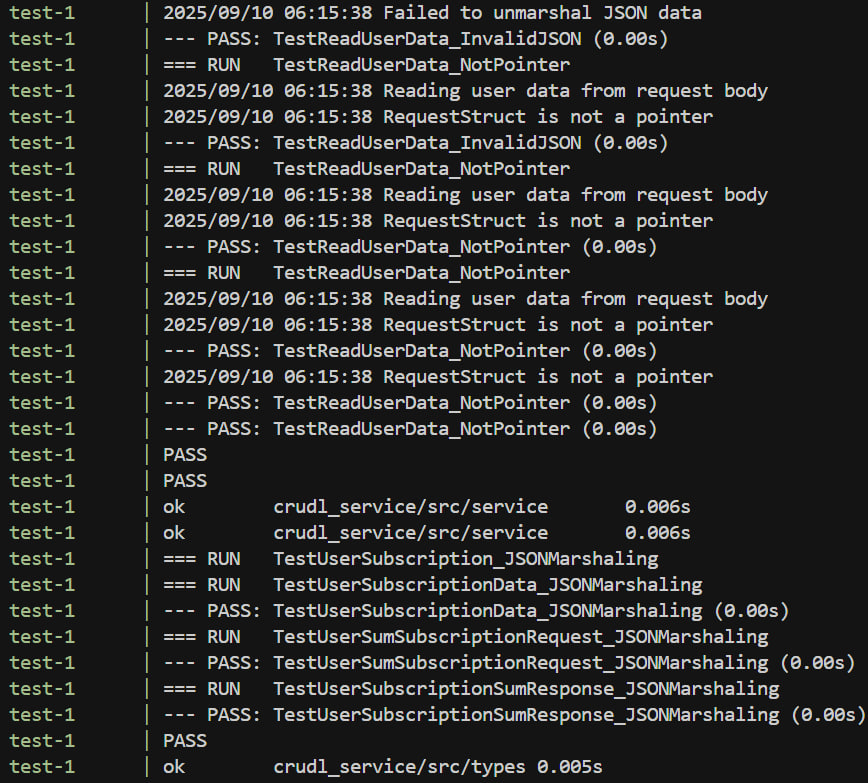 test-1 | 2025/09/10 06:15:38 Failed to unmarshal JSON data
test-1 | --- PASS: TestReadUserData_InvalidJSON (0.00s)
test-1 | === RUN   TestReadUserData_NotPointer
test-1 | 2025/09/10 06:15:38 Reading user data from request body
test-1 | 2025/09/10 06:15:38 RequestStruct is not a pointer
test-1 | --- PASS: TestReadUserData_InvalidJSON (0.00s)
test-1 | === RUN   TestReadUserData_NotPointer
test-1 | 2025/09/10 06:15:38 Reading user data from request body
test-1 | 2025/09/10 06:15:38 RequestStruct is not a pointer
test-1 | --- PASS: TestReadUserData_NotPointer (0.00s)
test-1 | === RUN   TestReadUserData_NotPointer
test-1 | 2025/09/10 06:15:38 Reading user data from request body
test-1 | 2025/09/10 06:15:38 RequestStruct is not a pointer
test-1 | --- PASS: TestReadUserData_NotPointer (0.00s)
test-1 | 2025/09/10 06:15:38 RequestStruct is not a pointer
test-1 | --- PASS: TestReadUserData_NotPointer (0.00s)
test-1 | --- PASS: TestReadUserData_NotPointer (0.00s)
test-1 | PASS
test-1 | PASS
test-1 | ok        crudl_service/src/service       0.006s
test-1 | ok        crudl_service/src/service       0.006s
test-1 | === RUN   TestUserSubscription_JSONMarshaling
test-1 | === RUN   TestUserSubscriptionData_JSONMarshaling
test-1 | --- PASS: TestUserSubscriptionData_JSONMarshaling (0.00s)
test-1 | === RUN   TestUserSumSubscriptionRequest_JSONMarshaling
test-1 | --- PASS: TestUserSumSubscriptionRequest_JSONMarshaling (0.00s)
test-1 | === RUN   TestUserSubscriptionSumResponse_JSONMarshaling
test-1 | --- PASS: TestUserSubscriptionSumResponse_JSONMarshaling (0.00s)
test-1 | PASS
test-1 | ok        crudl_service/src/types 0.005s